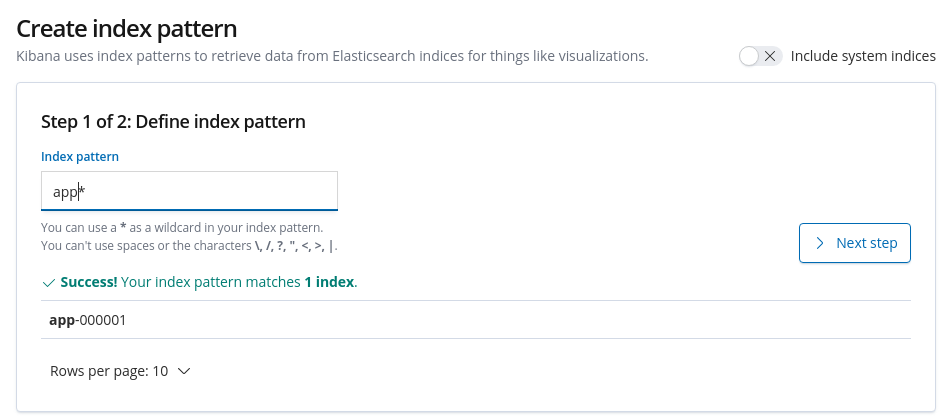 Create index pattern
Kibana uses index patterns to retrieve data from Elasticsearch indices for things like visualizations.
Include system indices
Step 1 of 2: Define index pattern
Index pattern
app*
You can use a * as a wildcard in your index pattern.
You can't use spaces or the characters \, /, ?, ", <, >, |.
Next step
Success! Your index pattern matches 1 index.
app-000001
Rows per page: 10